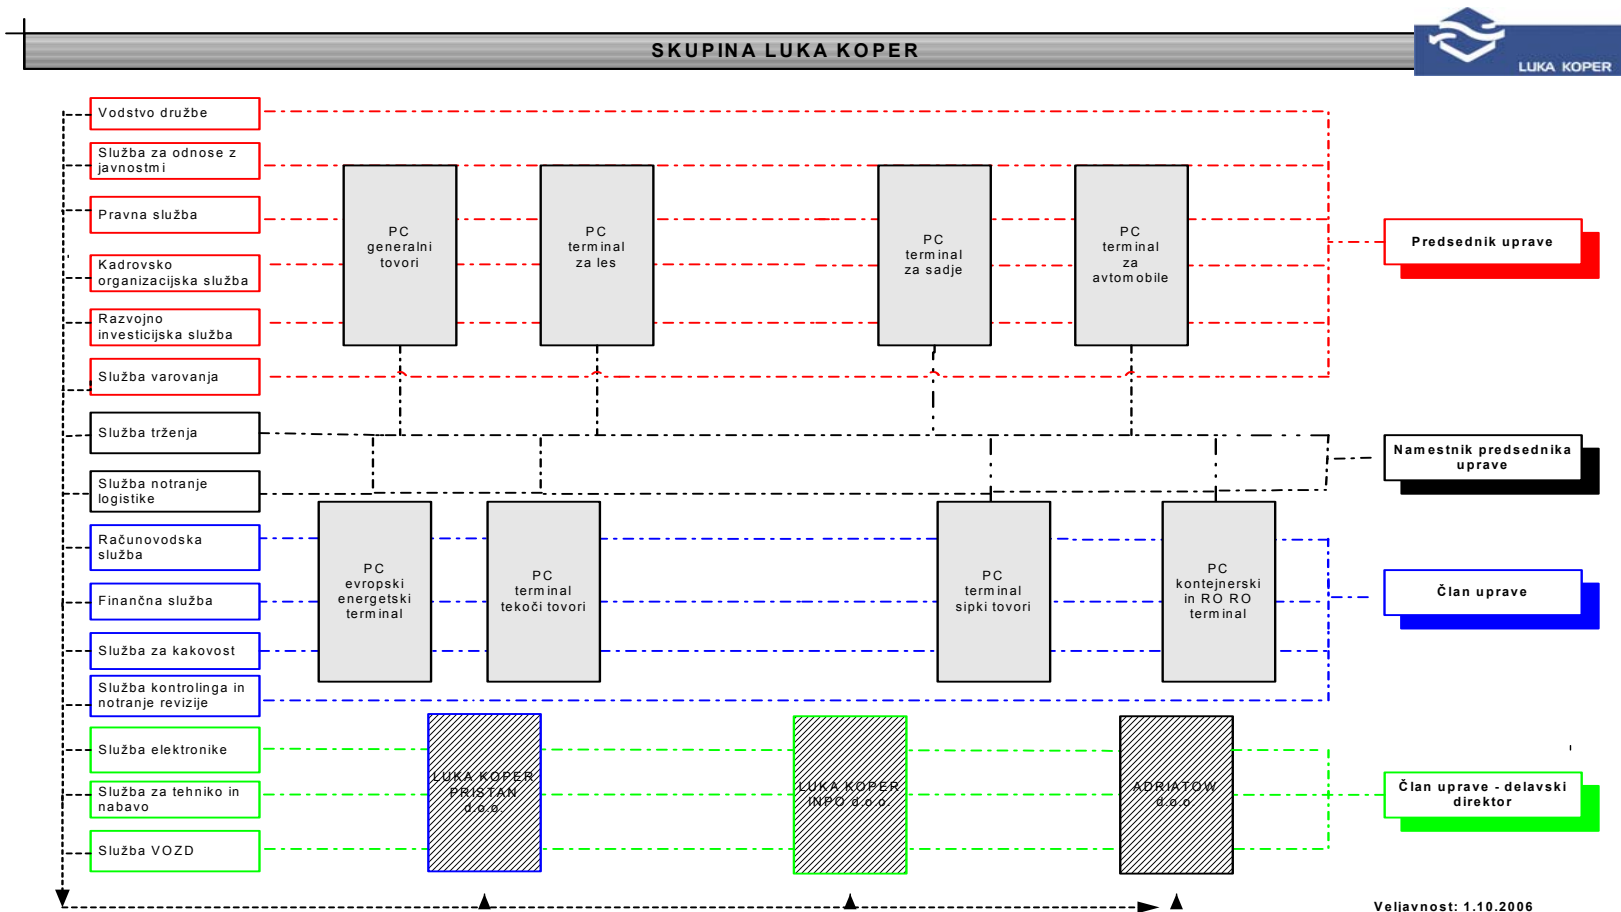 SKUPINA LUKA KOPER
LUKA KOPER
Vodstvo družbe
Služba za odnose z
javnostmi
Pravna služba
Kadrovsko
organizacijska služba
Razvojno
investicijska služba
Služba varovanja
Služba trženja
Služba notranje
logistike
Računovodska
služba
Finančna služba
Služba za kakovost
Služba kontrolinga in
notranje revizije
Služba elektronike
Služba za tehniko in
nabavo
Služba VOZD
PC
generalni
tovori
PC
terminal
za les
PC
terminal
za sadje
PC
terminal
za
avtomobile
PC
evropski
energetski
terminal
PC
terminal
tekoči tovori
PC
terminal
sipki tovori
PC
kontejnerski
in RO RO
terminal
LUKA KOPER
PRISTAN
d.o.o.
LUKA KOPER
INPO d.o.o.
ADRIATOW
d.o.o
Predsednik uprave
Namestnik predsednika
uprave
Član uprave
Član uprave - delavski
direktor
Veljavnost: 1.10.2006